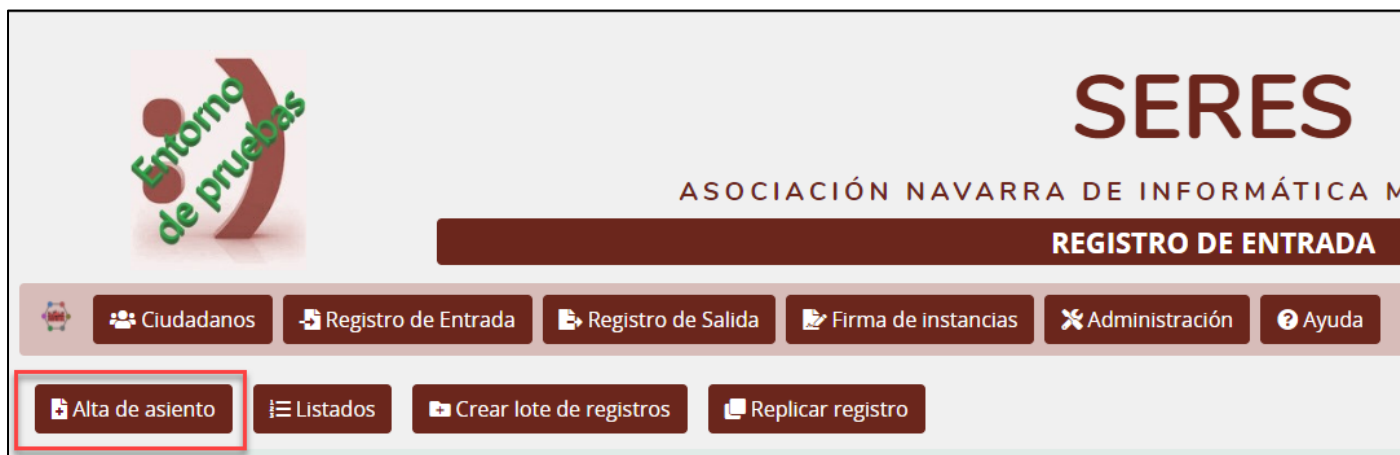 Entorno
de pruebas
SERES
ASOCIACIÓN NAVARRA DE INFORMÁTICA
REGISTRO DE ENTRADA
Ciudadanos Registro de Entrada Registro de Salida Firma de instancias Administración Ayuda
Alta de asiento Listados Crear lote de registros Replicar registro